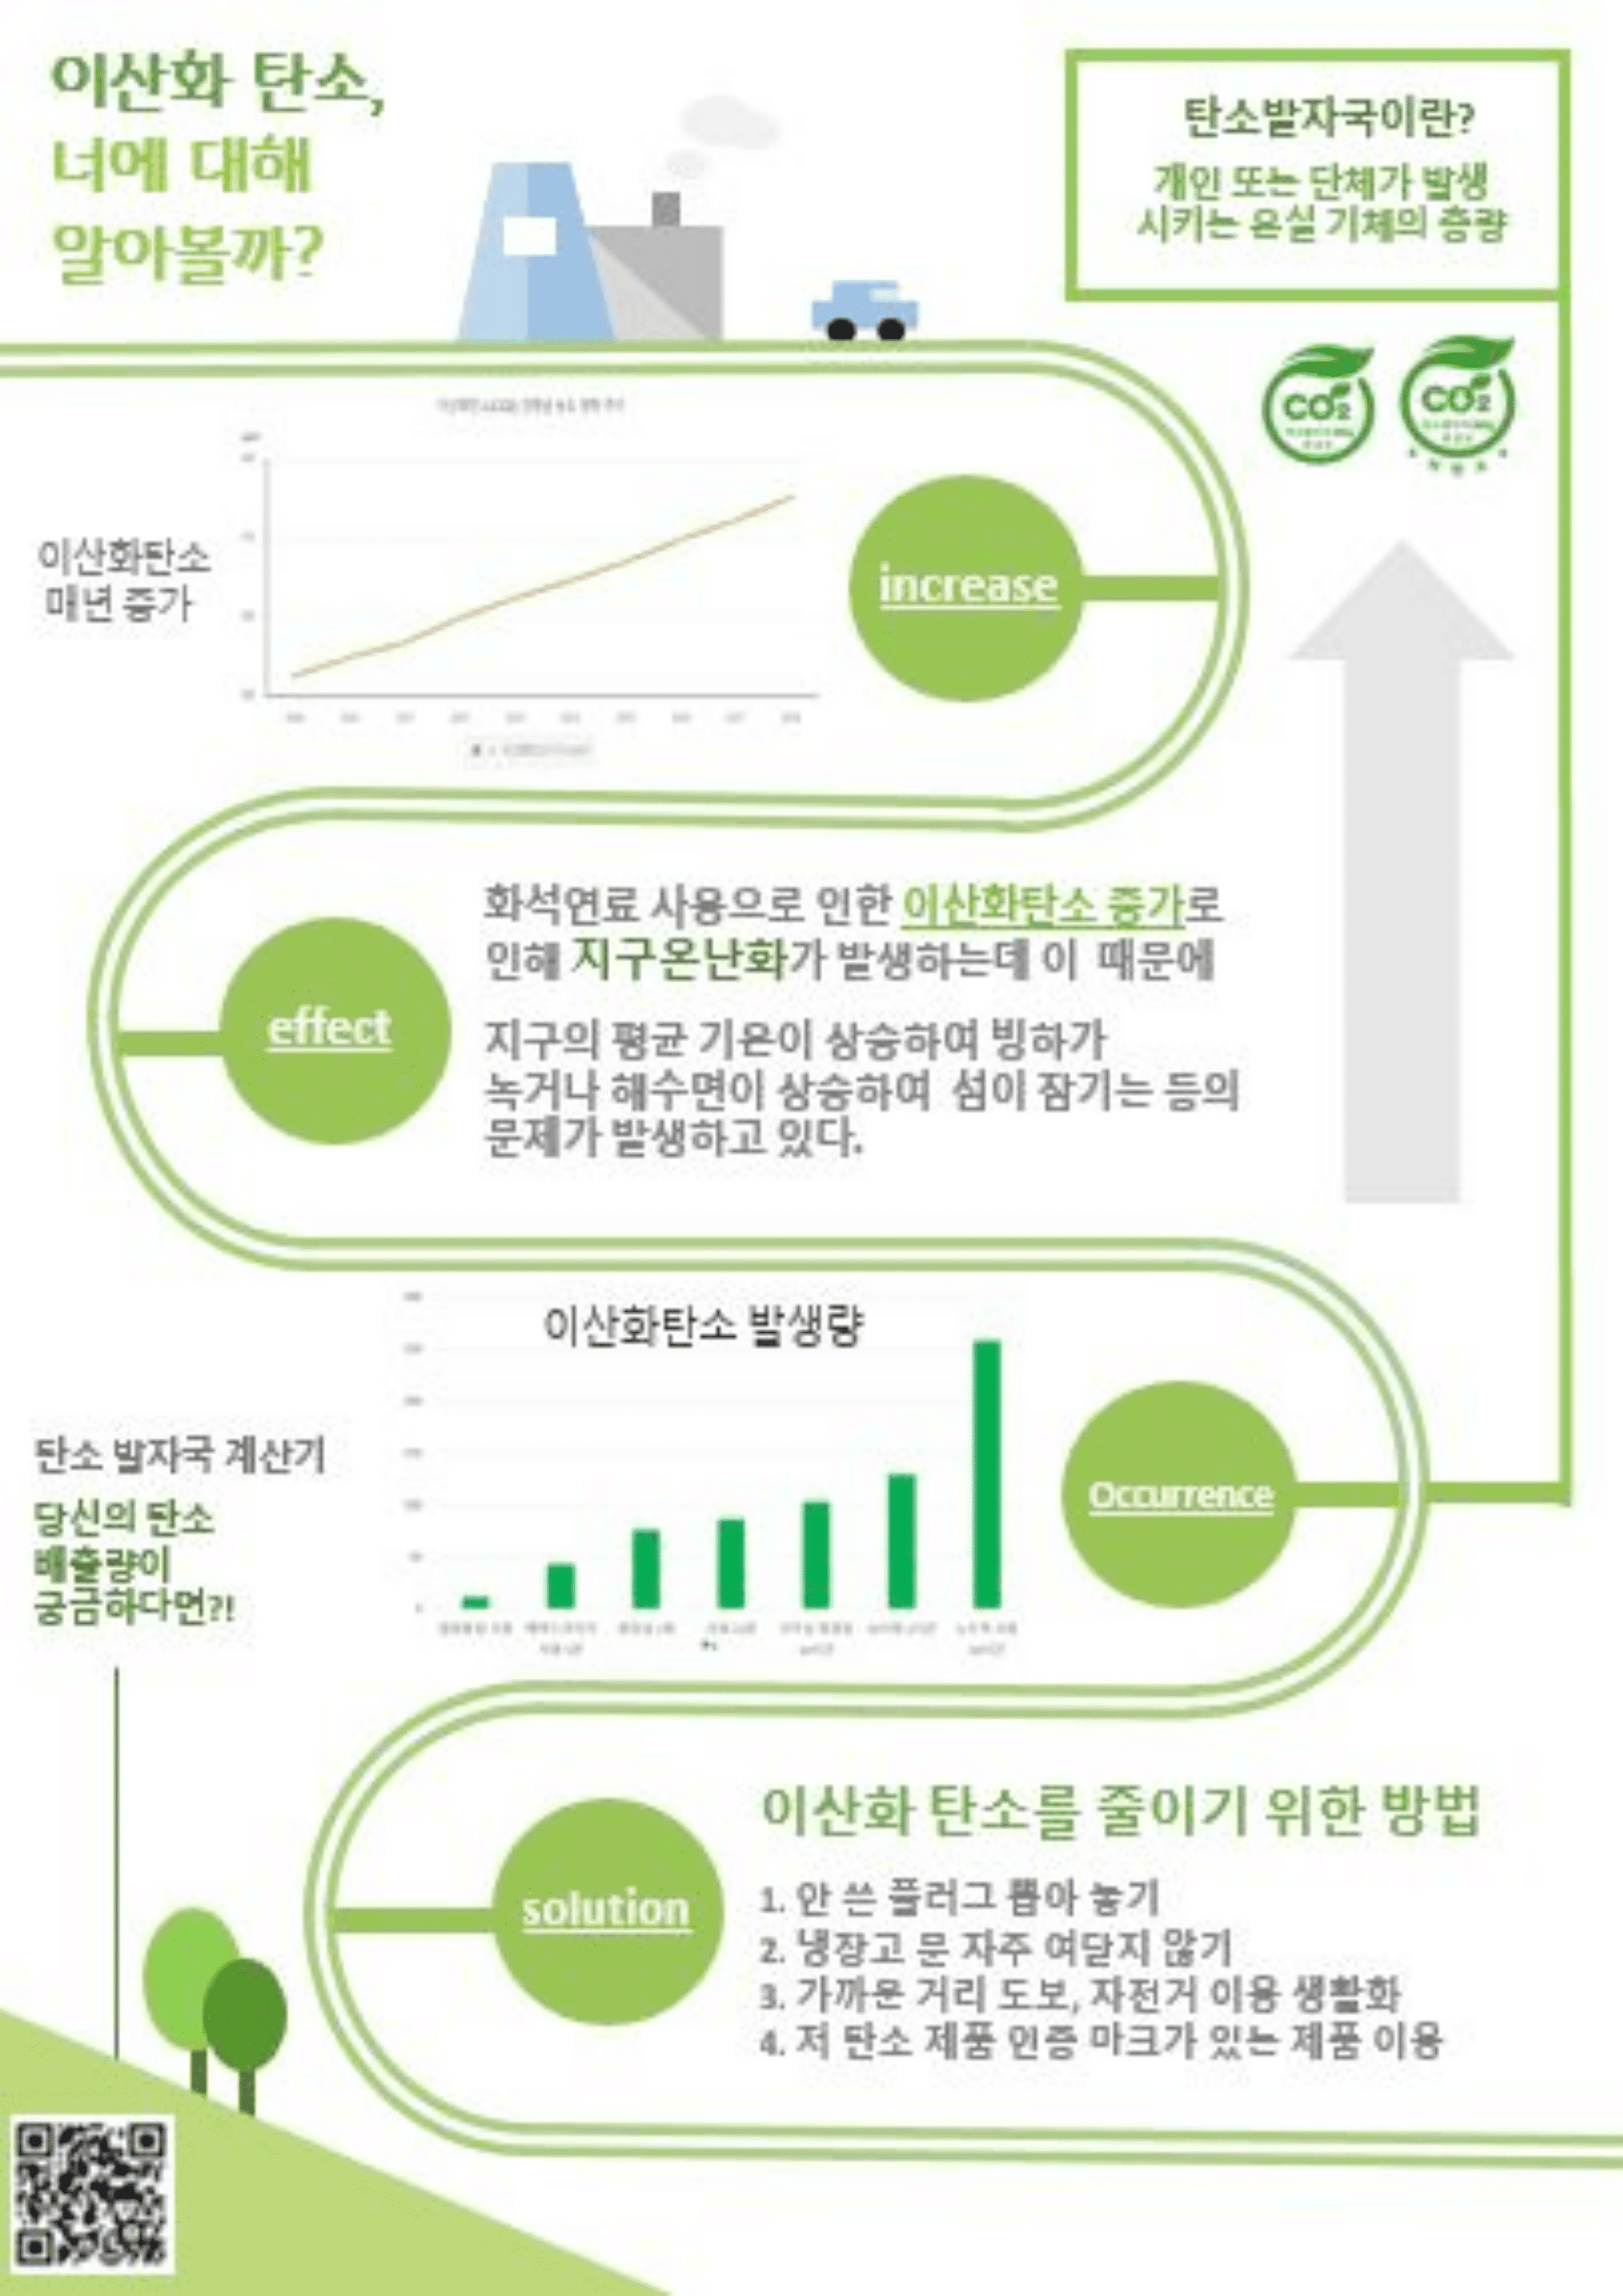 이산화 탄소,
너에 대해
알아볼까?
탄소발자국이란?
개인 또는 단체가 발생
시키는 온실 기체의 총량
CO2
CO2
이산화탄소
매년 증가
increase
화석연료 사용으로 인한 이산화탄소 증가로
인해 지구온난화가 발생하는데 이 때문에
effect
지구의 평균 기온이 상승하여 빙하가
녹거나 해수면이 상승하여 섬이 잠기는 등의
문제가 발생하고 있다.
이산화탄소 발생량
탄소 발자국 계산기
당신의 탄소
배출량이
궁금하다면?!
Occurrence
이산화 탄소를 줄이기 위한 방법
solution
1. 안 쓴 플러그 뽑아 놓기
2. 냉장고 문 자주 여닫지 않기
3. 가까운 거리 도보, 자전거 이용 생활화
4. 저 탄소 제품 인증 마크가 있는 제품 이용